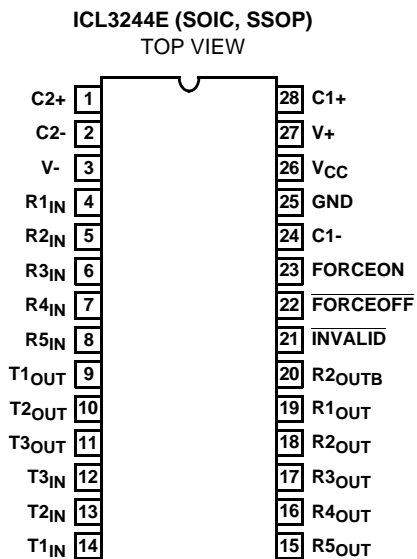 ICL3244E (SOIC, SSOP)
TOP VIEW
C2+ 1 28 C1+
C2- 2 27 V+
V- 3 26 VCC
R1IN 4 25 GND
R2IN 5 24 C1-
R3IN 6 23 FORCEON
R4IN 7 22 FORCEOFF
R5IN 8 21 INVALID
T1OUT 9 20 R2OUTB
T2OUT 10 19 R1OUT
T3OUT 11 18 R2OUT
T3IN 12 17 R3OUT
T2IN 13 16 R4OUT
T1IN 14 15 R5OUT